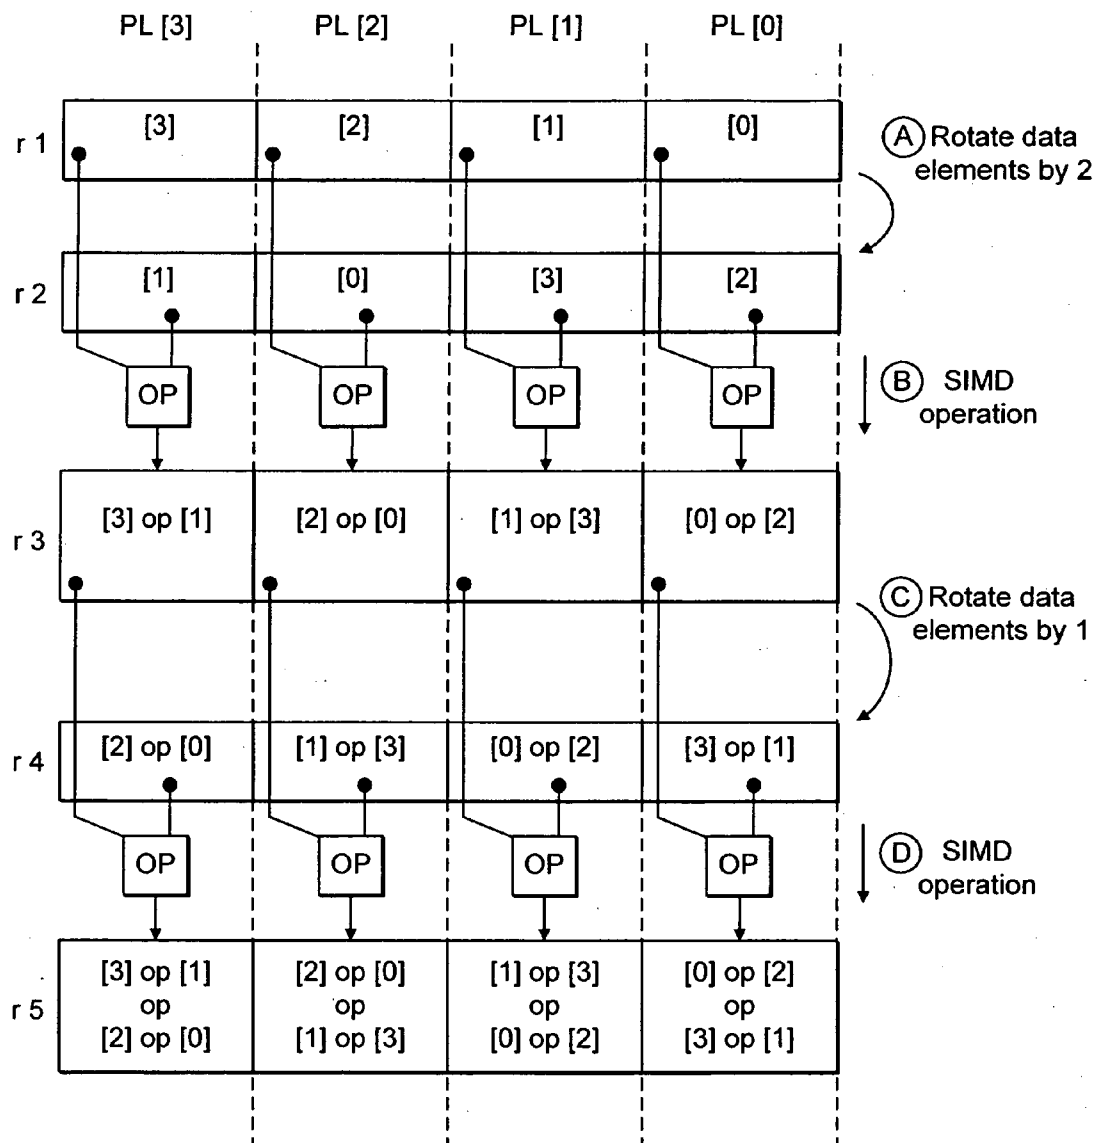 PL [3] PL [2] PL [1] PL [0]
r 1 [3] [2] [1] [0]
A Rotate data
elements by 2
r 2 [1] [0] [3] [2]
OP OP OP OP
B SIMD
operation
r 3 [3] op [1] [2] op [0] [1] op [3] [0] op [2]
C Rotate data
elements by 1
r 4 [2] op [0] [1] op [3] [0] op [2] [3] op [1]
OP OP OP OP
D SIMD
operation
[3] op [1] [2] op [0] [1] op [3] [0] op [2]
r 5 op op op op
[2] op [0] [1] op [3] [0] op [2] [3] op [1]